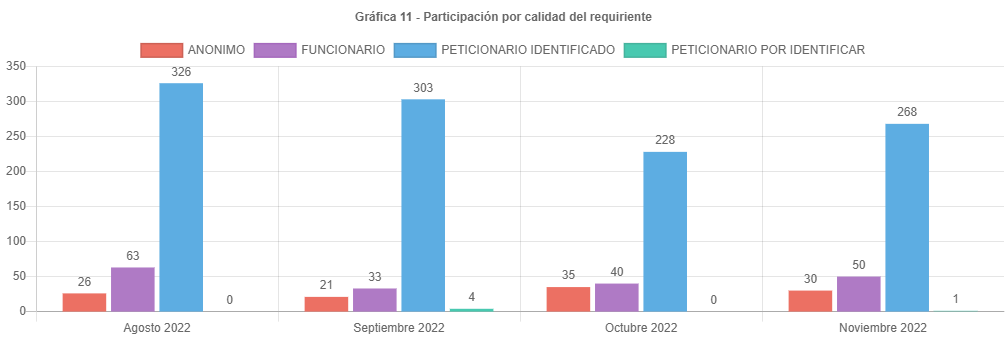 Gráfica 11 - Participación por calidad del requiriente
ANONIMO FUNCIONARIO PETICIONARIO IDENTIFICADO PETICIONARIO POR IDENTIFICAR
350
300
250
200
150
100
50
0
26 63 326 0
21 33 303 4
35 40 228 0
30 50 268 1
Agosto 2022 Septiembre 2022 Octubre 2022 Noviembre 2022